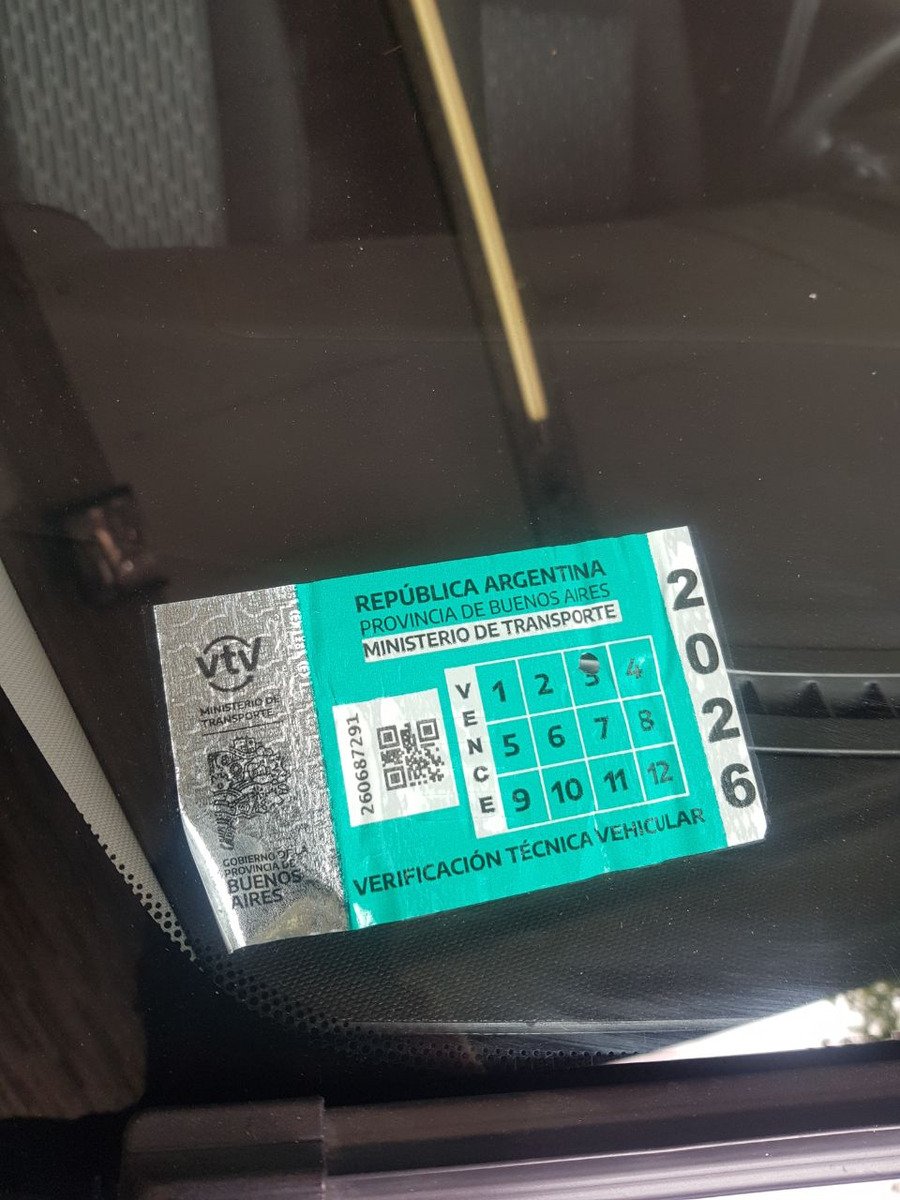 vtv
MINISTERIO DE
TRANSPORTE
GOBIERNO DE LA
PROVINCIA DE
BUENOS
AIRES
REPÚBLICA ARGENTINA
PROVINCIA DE BUENOS AIRES
MINISTERIO DE TRANSPORTE
260687291
VENCE
1 2 3 4
5 6 7 8
9 10 11 12
VERIFICACIÓN TÉCNICA VEHICULAR
2026